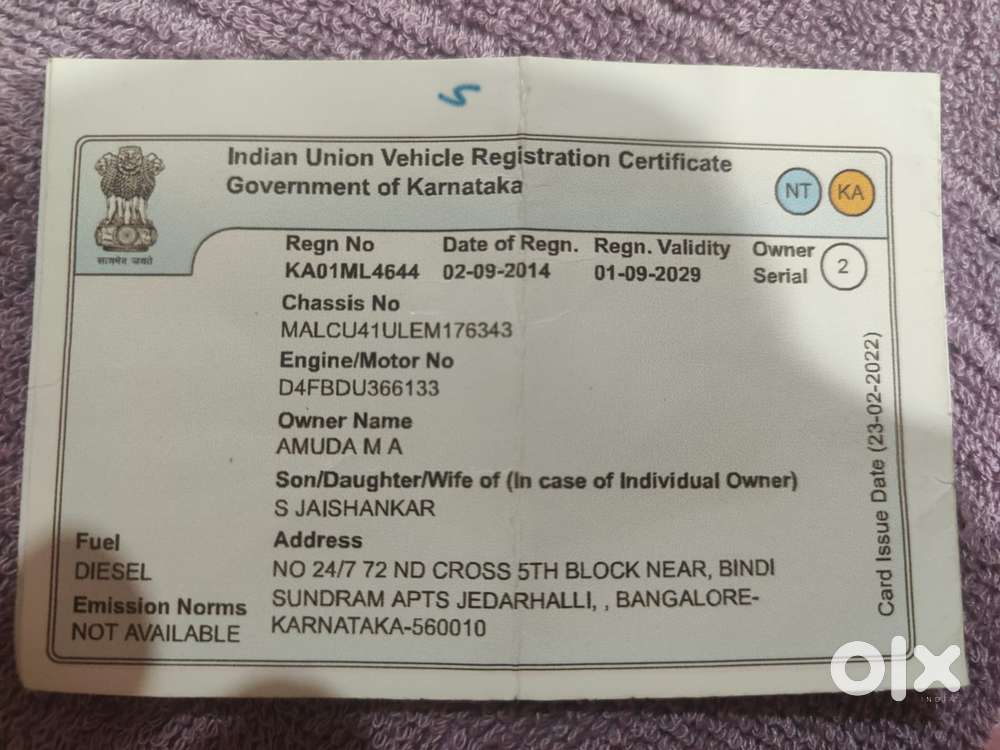 5
Indian Union Vehicle Registration Certificate
Government of Karnataka
NT KA
सत्यमेव जयते
Regn No Date of Regn. Regn. Validity Owner Serial 2
KA01ML4644 02-09-2014 01-09-2029
Chassis No
MALCU41ULEM176343
Engine/Motor No
D4FBDU366133
Owner Name
AMUDA M A
Son/Daughter/Wife of (In case of Individual Owner)
S JAISHANKAR
Fuel
DIESEL
Emission Norms
NOT AVAILABLE
Address
NO 24/7 72 ND CROSS 5TH BLOCK NEAR, BINDI
SUNDRAM APTS JEDARHALLI, , BANGALORE-
KARNATAKA-560010
Card Issue Date (23-02-2022)
olx
INDIA